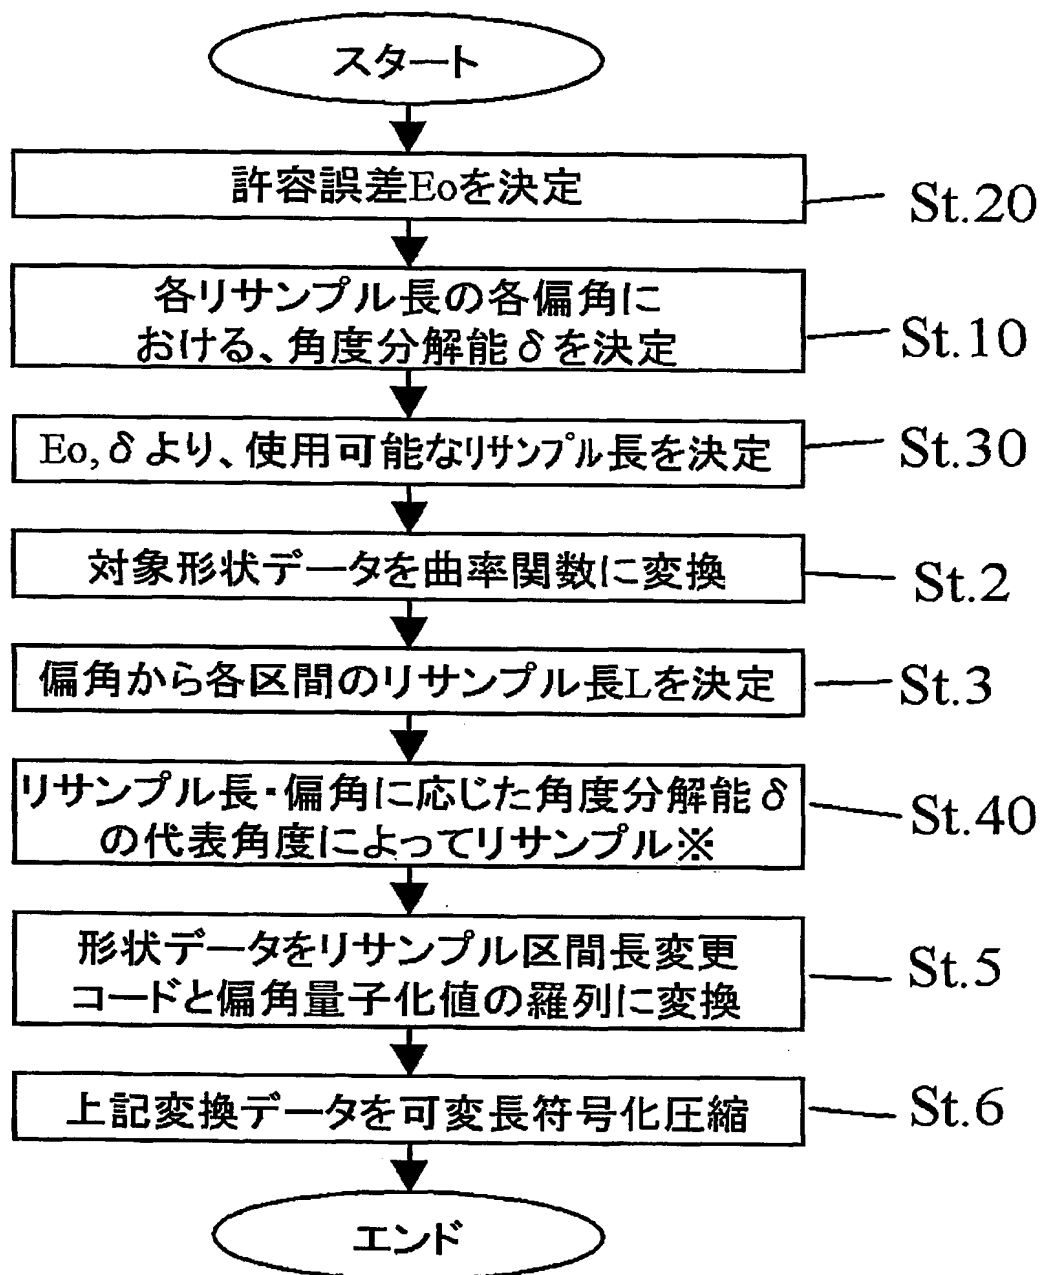 スタート
許容誤差Eoを決定
St.20
各リサンプル長の各偏角に
おける、角度分解能δを決定
St.10
Eo,δより、使用可能なリサンプル長を決定
St.30
対象形状データを曲率関数に変換
St.2
偏角から各区間のリサンプル長Lを決定
St.3
リサンプル長・偏角に応じた角度分解能δ
の代表角度によってリサンプル※
St.40
形状データをリサンプル区間長変更
コードと偏角量子化値の羅列に変換
St.5
上記変換データを可変長符号化圧縮
St.6
エンド